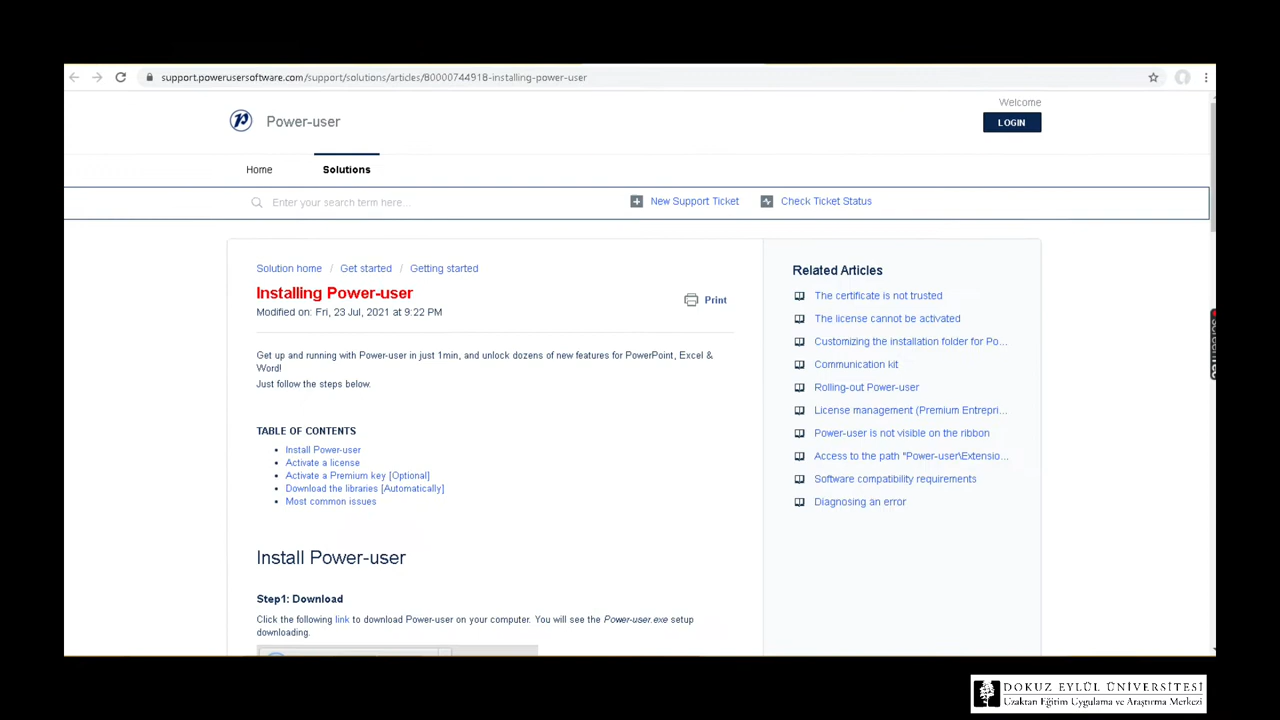 support.powerusersoftware.com/support/solutions/articles/80000744918-installing-power-user
Welcome
Power-user
LOGIN
Home
Solutions
Enter your search term here...
New Support Ticket
Check Ticket Status
Solution home / Get started / Getting started
Installing Power-user
Print
Modified on: Fri, 23 Jul, 2021 at 9:22 PM
Get up and running with Power-user in just 1min, and unlock dozens of new features for PowerPoint, Excel &
Word!
Just follow the steps below.
TABLE OF CONTENTS
Install Power-user
Activate a license
Activate a Premium key [Optional]
Download the libraries [Automatically]
Most common issues
Install Power-user
Step1: Download
Click the following link to download Power-user on your computer. You will see the Power-user.exe setup
downloading.
Related Articles
The certificate is not trusted
The license cannot be activated
Customizing the installation folder for Po...
Communication kit
Rolling-out Power-user
License management (Premium Entrepri...
Power-user is not visible on the ribbon
Access to the path "Power-user\Extensio...
Software compatibility requirements
Diagnosing an error
DOKUZ EYLÜL ÜNİVERSİTESİ
Uzaktan Eğitim Uygulama ve Araştırma Merkezi